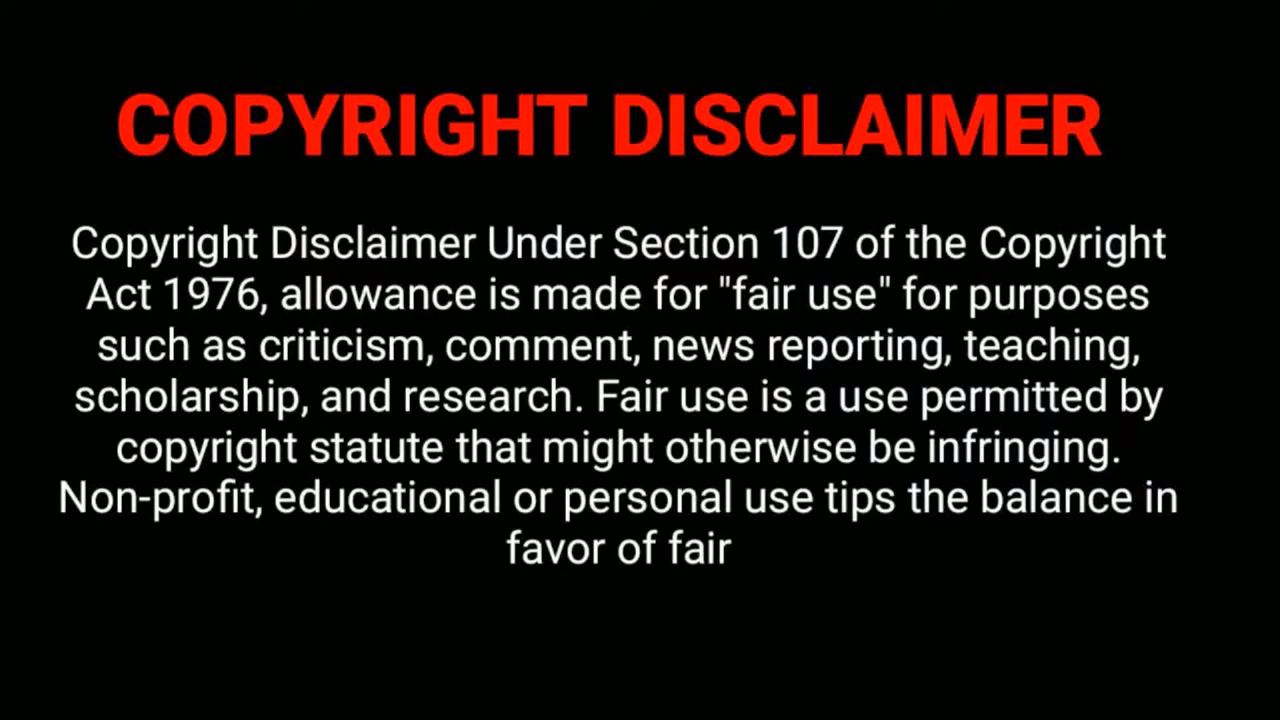 COPYRIGHT DISCLAIMER
Copyright Disclaimer Under Section 107 of the Copyright
Act 1976, allowance is made for "fair use" for purposes
such as criticism, comment, news reporting, teaching,
scholarship, and research. Fair use is a use permitted by
copyright statute that might otherwise be infringing.
Non-profit, educational or personal use tips the balance in
favor of fair